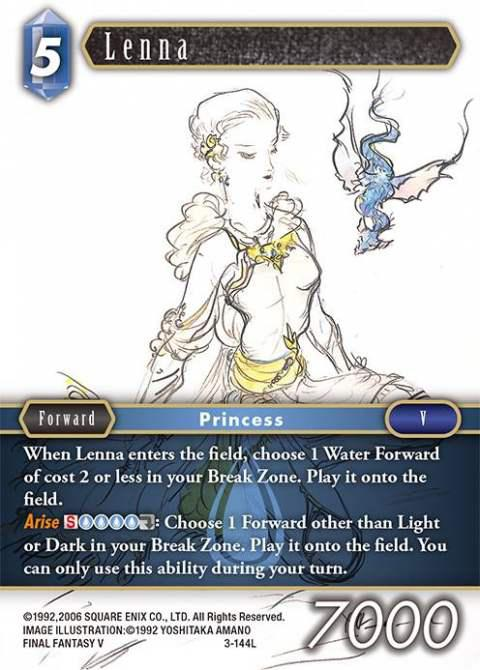 5
Lenna
Forward
Princess
V
When Lenna enters the field, choose 1 Water Forward
of cost 2 or less in your Break Zone. Play it onto the
field.
Arise S: Choose 1 Forward other than Light
or Dark in your Break Zone. Play it onto the field. You
can only use this ability during your turn.
©1992,2006 SQUARE ENIX CO., LTD. All Rights Reserved.
IMAGE ILLUSTRATION:©1992 YOSHITAKA AMANO
FINAL FANTASY V 3-144L
7000